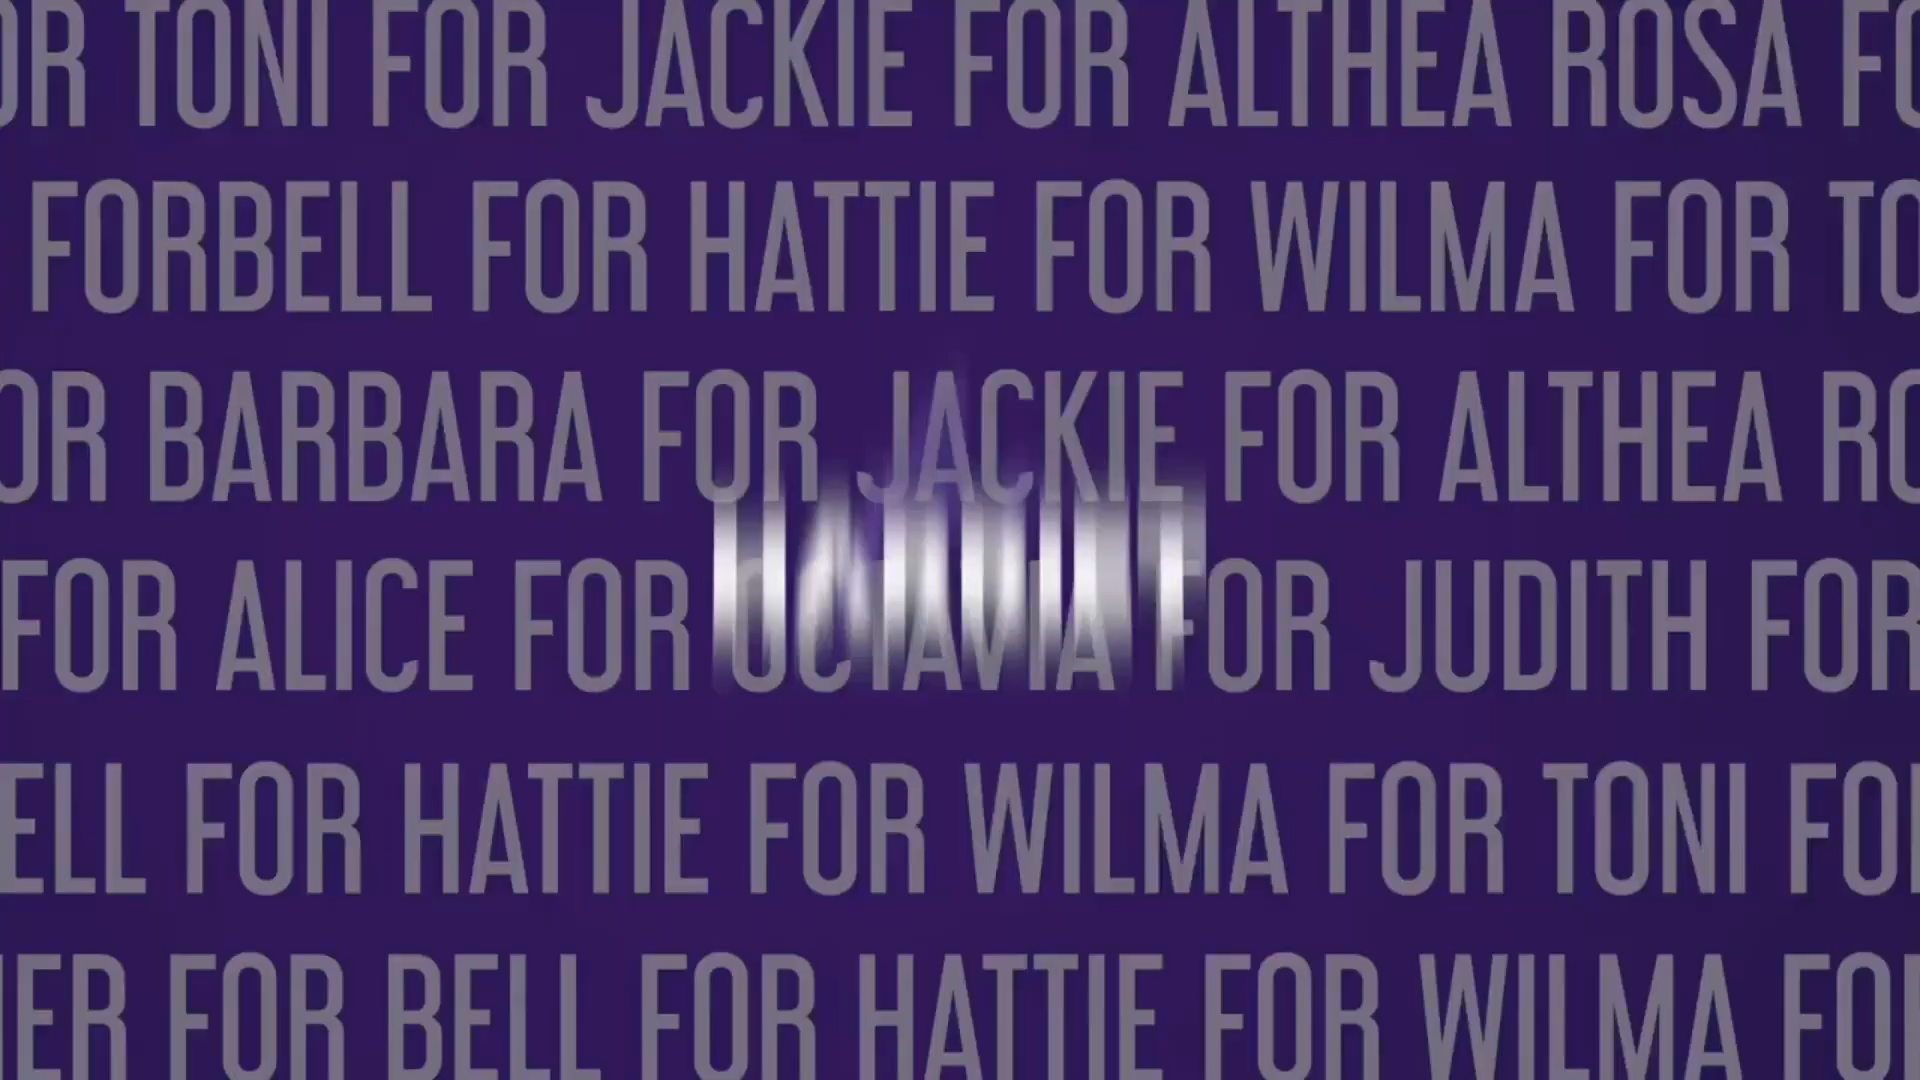 OR TONI FOR JACKIE FOR ALTHEA ROSA FO
FORBELL FOR HATTIE FOR WILMA FOR TO
OR BARBARA FOR JACKIE FOR ALTHEA RO
FOR ALICE FOR OCTAVIA FOR JUDITH FOR
ELL FOR HATTIE FOR WILMA FOR TONI FO
ER FOR BELL FOR HATTIE FOR WILMA FO